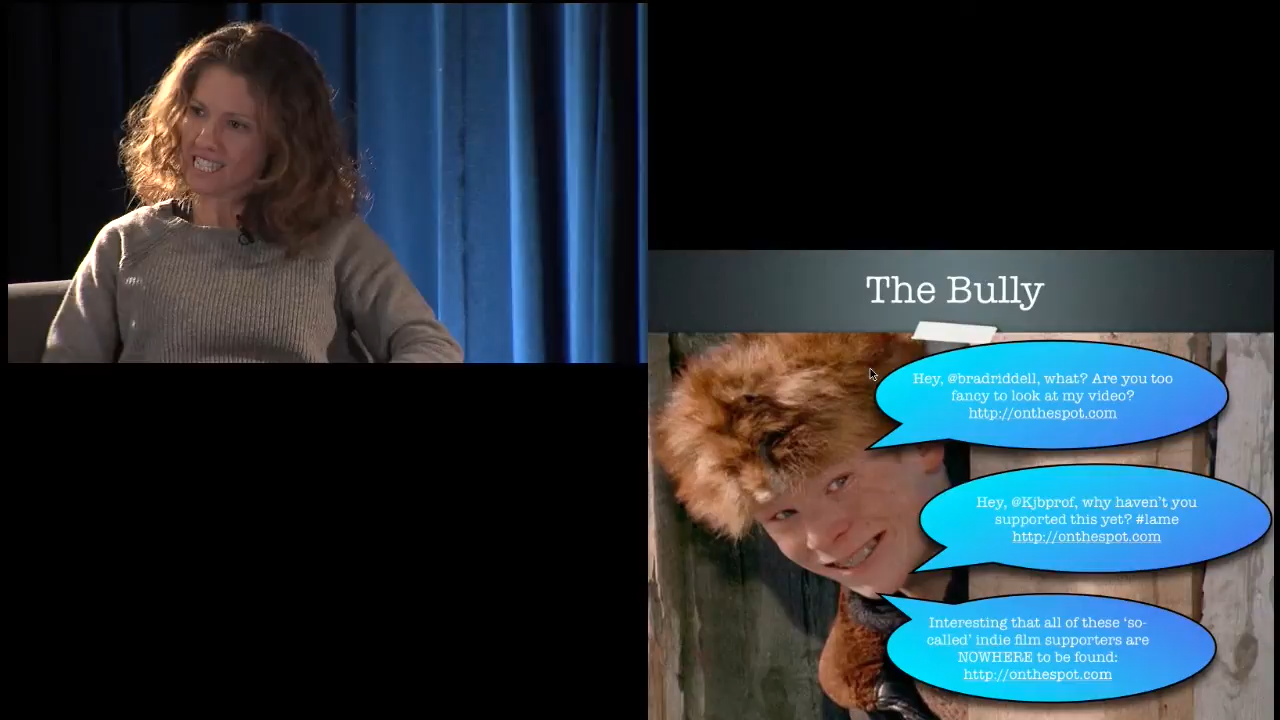 The Bully
Hey, @bradriddell, what? Are you too
fancy to look at my video?
http://onthespot.com
Hey, @Kjbprof, why haven't you
supported this yet? #lame
http://onthespot.com
Interesting that all of these 'so-
called' indie film supporters are
NOWHERE to be found:
http://onthespot.com